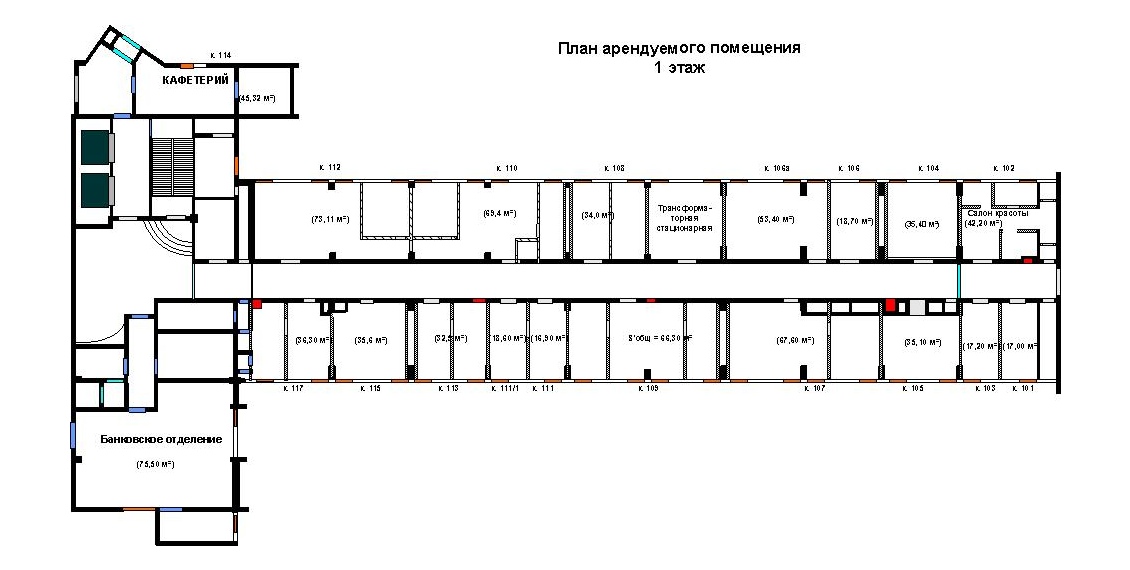 План арендуемого помещения
1 этаж
к. 114
КАФЕТЕРИЙ
(45,32 м²)
к. 112
к. 110
к. 108
к. 106а
к. 106
к. 104
к. 102
(73,11 м²)
(69,4 м²)
(34,0 м²)
Трансформа-
торная
стационарная
(53,40 м²)
(18,70 м²)
(35,40 м²)
Салон красоты
(42,20 м²)
(36,30 м²)
(35,6 м²)
(32,5 м²)
18,60 м²)
(16,90 м²)
S'общ = 66,30 м²
(67,60 м²)
(35,10 м²)
(17,20 м²)
(17,00 м²)
к. 117
к. 115
к. 113
к. 111/1
к. 111
к. 109
к. 107
к. 105
к. 103
к. 101
Банковское отделение
(75,50 м²)